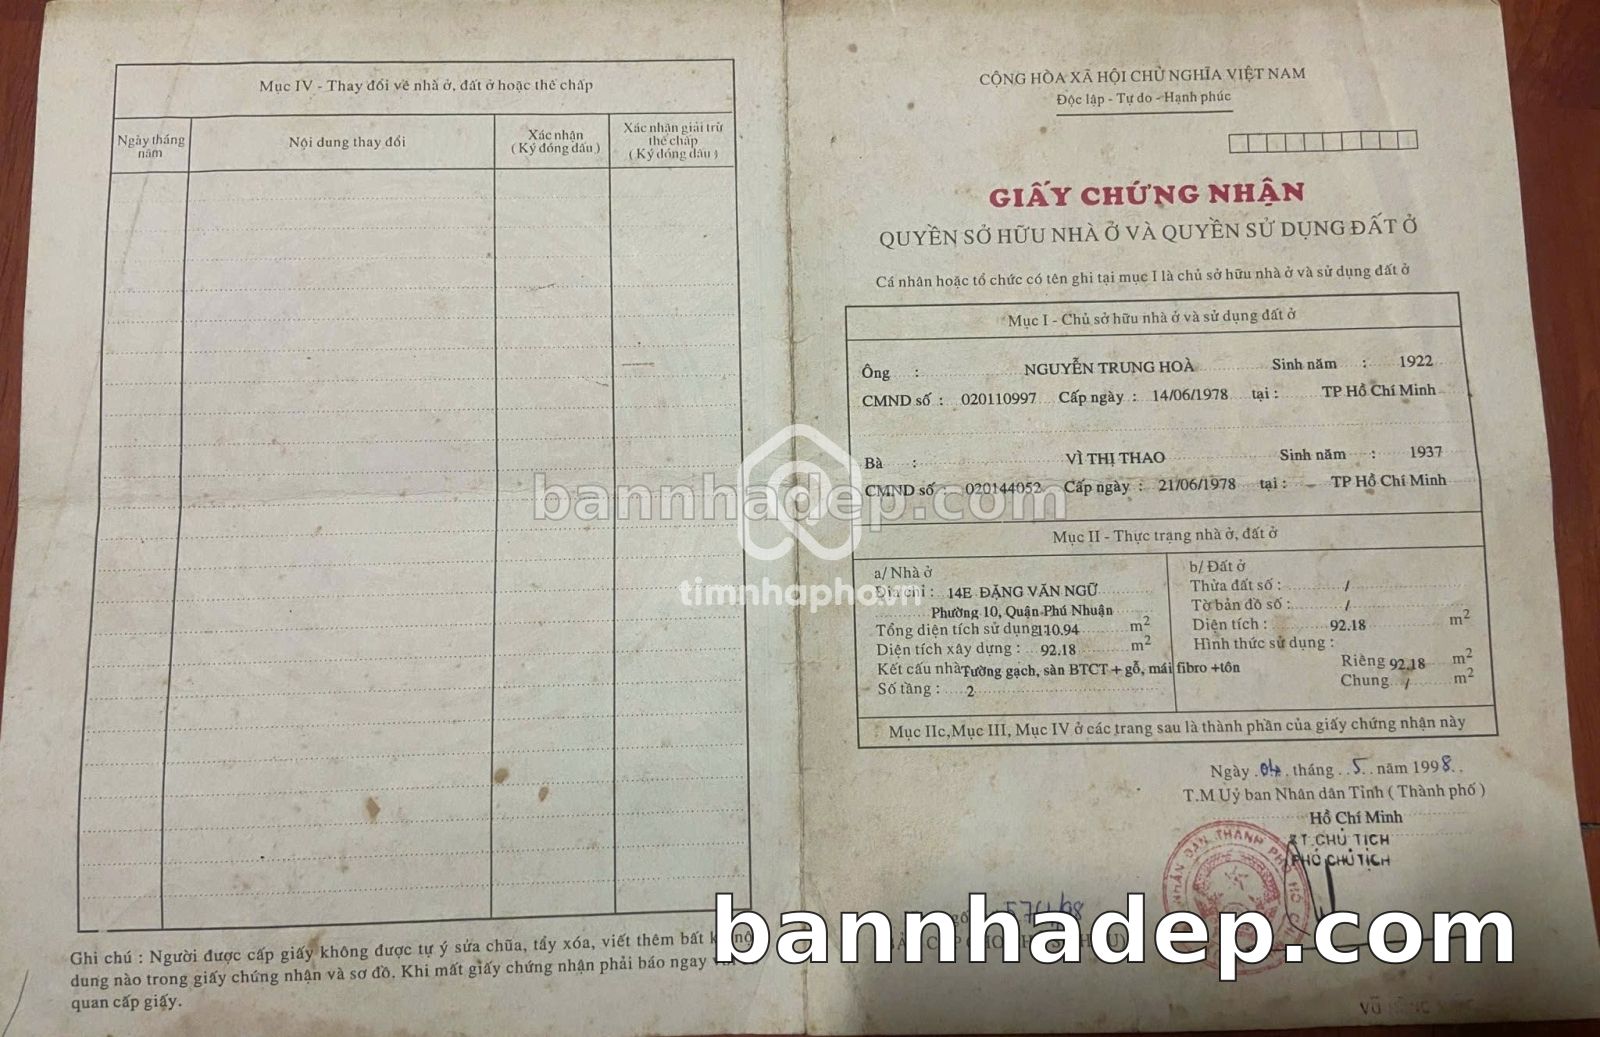 Mục IV - Thay đổi về nhà ở, đất ở hoặc thế chấp
Ngày tháng năm
Nội dung thay đổi
Xác nhận
( Ký đóng dấu )
Xác nhận giải trừ
thế chấp
( Ký đóng dấu )
Ghi chú : Người được cấp giấy không được tự ý sửa chữa, tẩy xóa, viết thêm bất
dung nào trong giấy chứng nhận và sơ đồ. Khi mất giấy chứng nhận phải báo ngay
quan cấp giấy.
CỘNG HÒA XÃ HỘI CHỦ NGHĨA VIỆT NAM
Độc lập - Tự do - Hạnh phúc
GIẤY CHỨNG NHẬN
QUYỀN SỞ HỮU NHÀ Ở VÀ QUYỀN SỬ DỤNG ĐẤT Ở
Cá nhân hoặc tổ chức có tên ghi tại mục I là chủ sở hữu nhà ở và sử dụng đất ở
Mục I - Chủ sở hữu nhà ở và sử dụng đất ở
Ông : NGUYỄN TRUNG HOÀ Sinh năm : 1922
CMND số : 020110997 Cấp ngày : 14/06/1978 tại : TP Hồ Chí Minh
Bà : VÌ THỊ THAO Sinh năm : 1937
CMND số : 020144052 Cấp ngày : 21/06/1978 tại : TP Hồ Chí Minh
Mục II - Thực trạng nhà ở, đất ở
a/ Nhà ở
Địa chỉ : 14E ĐẶNG VĂN NGỮ
Phường 10, Quận Phú Nhuận
Tổng diện tích sử dụng 110.94 m2
Diện tích xây dựng : 92.18 m2
Kết cấu nhà Tường gạch, sàn BTCT + gỗ, mái fibro +tôn
Số tầng : 2
b/ Đất ở
Thửa đất số : /
Tờ bản đồ số : /
Diện tích : 92.18 m2
Hình thức sử dụng :
Riêng 92.18 m2
Chung / m2
Mục IIc,Mục III, Mục IV ở các trang sau là thành phần của giấy chứng nhận này
Ngày 04 tháng 5 năm 1998
T.M Uỷ ban Nhân dân Tỉnh ( Thành phố )
Hồ Chí Minh
KT.CHỦ TỊCH
PHÓ CHỦ TỊCH
VŨ
bannhadep.com
timnhapho.vn
bannhadep.com